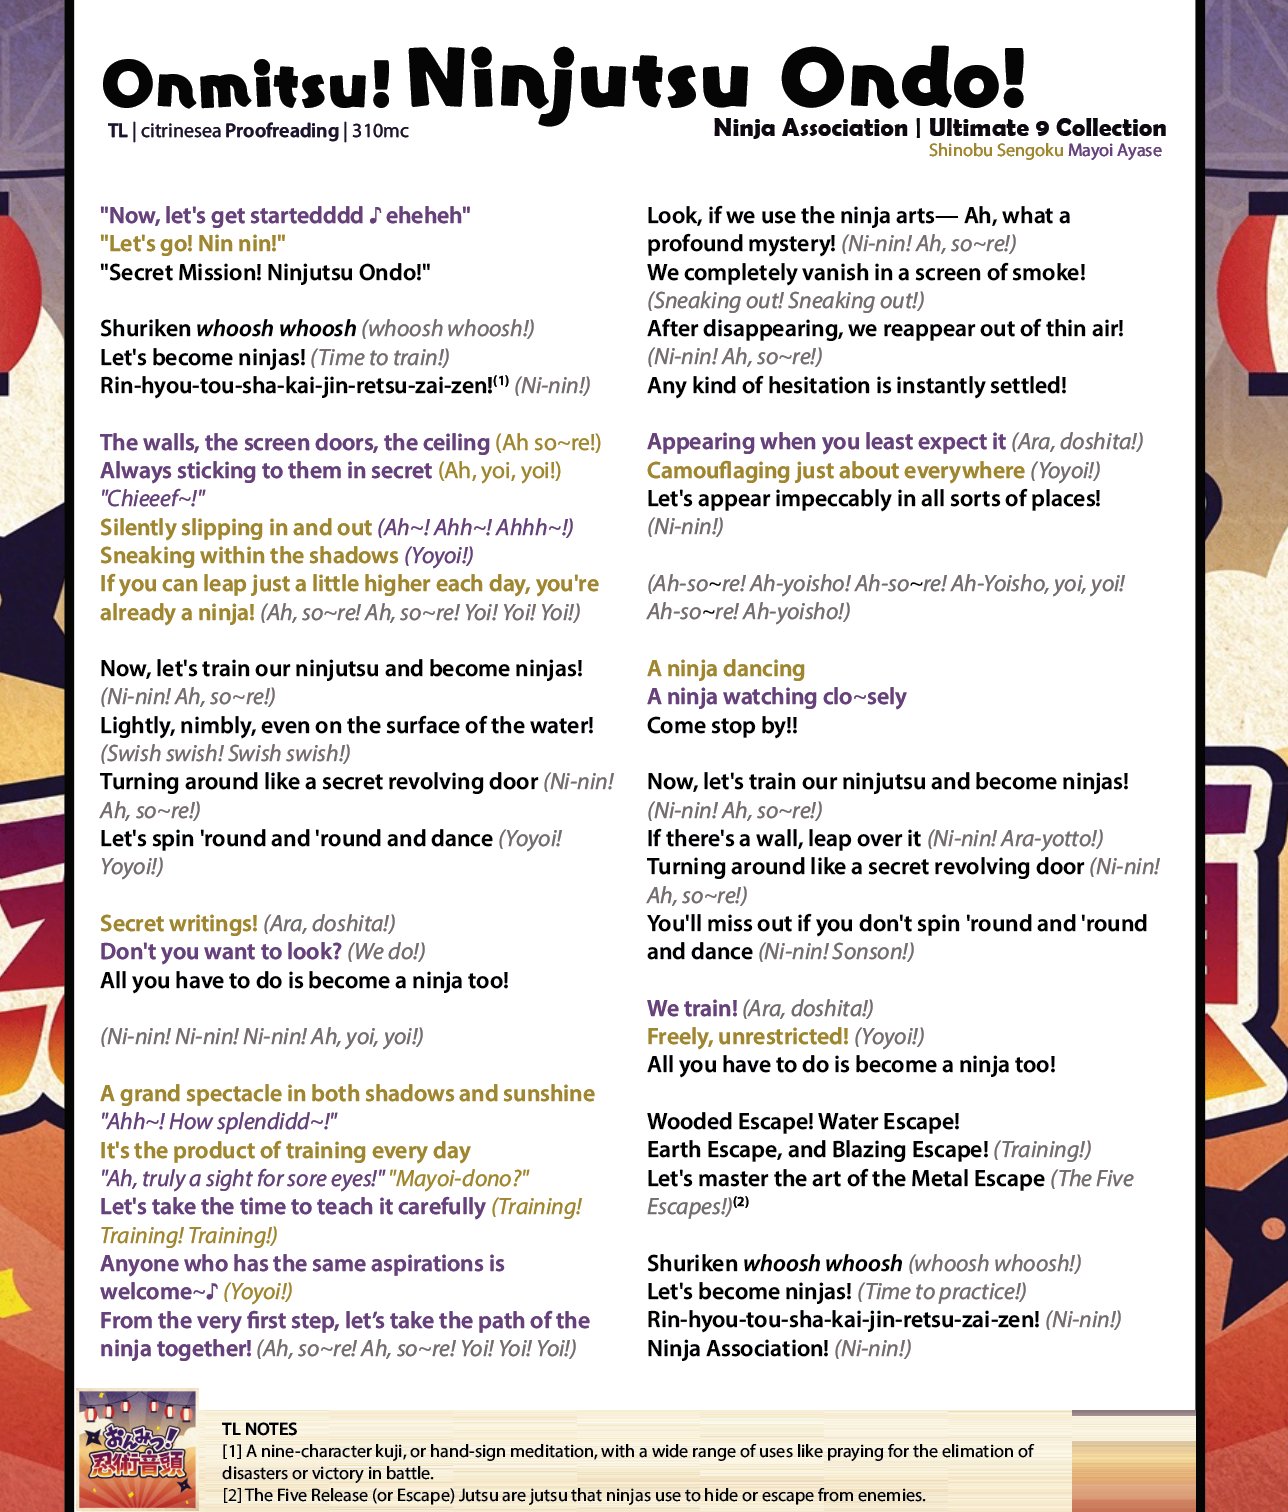 Onmitsu! Ninjutsu Ondo!
TL | citrinesea Proofreading | 310mc
Ninja Association | Ultimate 9 Collection
Shinobu Sengoku Mayoi Ayase
"Now, let's get startedddd ♪ eheheh"
"Let's go! Nin nin!"
"Secret Mission! Ninjutsu Ondo!"
Shuriken whoosh whoosh (whoosh whoosh!)
Let's become ninjas! (Time to train!)
Rin-hyou-tou-sha-kai-jin-retsu-zai-zen!(1) (Ni-nin!)
The walls, the screen doors, the ceiling (Ah so~re!)
Always sticking to them in secret (Ah, yoi, yoi!)
"Chieeef~!"
Silently slipping in and out (Ah~! Ahh~! Ahhh~!)
Sneaking within the shadows (Yoyoi!)
If you can leap just a little higher each day, you're
already a ninja! (Ah, so~re! Ah, so~re! Yoi! Yoi! Yoi!)
Now, let's train our ninjutsu and become ninjas!
(Ni-nin! Ah, so~re!)
Lightly, nimbly, even on the surface of the water!
(Swish swish! Swish swish!)
Turning around like a secret revolving door (Ni-nin!
Ah, so~re!)
Let's spin 'round and 'round and dance (Yoyoi!
Yoyoi!)
Secret writings! (Ara, doshita!)
Don't you want to look? (We do!)
All you have to do is become a ninja too!
(Ni-nin! Ni-nin! Ni-nin! Ah, yoi, yoi!)
A grand spectacle in both shadows and sunshine
"Ahh~! How splendidd~!"
It's the product of training every day
"Ah, truly a sight for sore eyes!" "Mayoi-dono?"
Let's take the time to teach it carefully (Training!
Training! Training!)
Anyone who has the same aspirations is
welcome~♪ (Yoyoi!)
From the very first step, let’s take the path of the
ninja together! (Ah, so~re! Ah, so~re! Yoi! Yoi! Yoi!)
Look, if we use the ninja arts— Ah, what a
profound mystery! (Ni-nin! Ah, so~re!)
We completely vanish in a screen of smoke!
(Sneaking out! Sneaking out!)
After disappearing, we reappear out of thin air!
(Ni-nin! Ah, so~re!)
Any kind of hesitation is instantly settled!
Appearing when you least expect it (Ara, doshita!)
Camouflaging just about everywhere (Yoyoi!)
Let's appear impeccably in all sorts of places!
(Ni-nin!)
(Ah-so~re! Ah-yoisho! Ah-so~re! Ah-Yoisho, yoi, yoi!
Ah-so~re! Ah-yoisho!)
A ninja dancing
A ninja watching clo~sely
Come stop by!!
Now, let's train our ninjutsu and become ninjas!
(Ni-nin! Ah, so~re!)
If there's a wall, leap over it (Ni-nin! Ara-yotto!)
Turning around like a secret revolving door (Ni-nin!
Ah, so~re!)
You'll miss out if you don't spin 'round and 'round
and dance (Ni-nin! Sonson!)
We train! (Ara, doshita!)
Freely, unrestricted! (Yoyoi!)
All you have to do is become a ninja too!
Wooded Escape! Water Escape!
Earth Escape, and Blazing Escape! (Training!)
Let's master the art of the Metal Escape (The Five
Escapes!)(2)
Shuriken whoosh whoosh (whoosh whoosh!)
Let's become ninjas! (Time to practice!)
Rin-hyou-tou-sha-kai-jin-retsu-zai-zen! (Ni-nin!)
Ninja Association! (Ni-nin!)
おんみつ!
忍術音頭
TL NOTES
[1] A nine-character kuji, or hand-sign meditation, with a wide range of uses like praying for the elimation of
disasters or victory in battle.
[2] The Five Release (or Escape) Jutsu are jutsu that ninjas use to hide or escape from enemies.